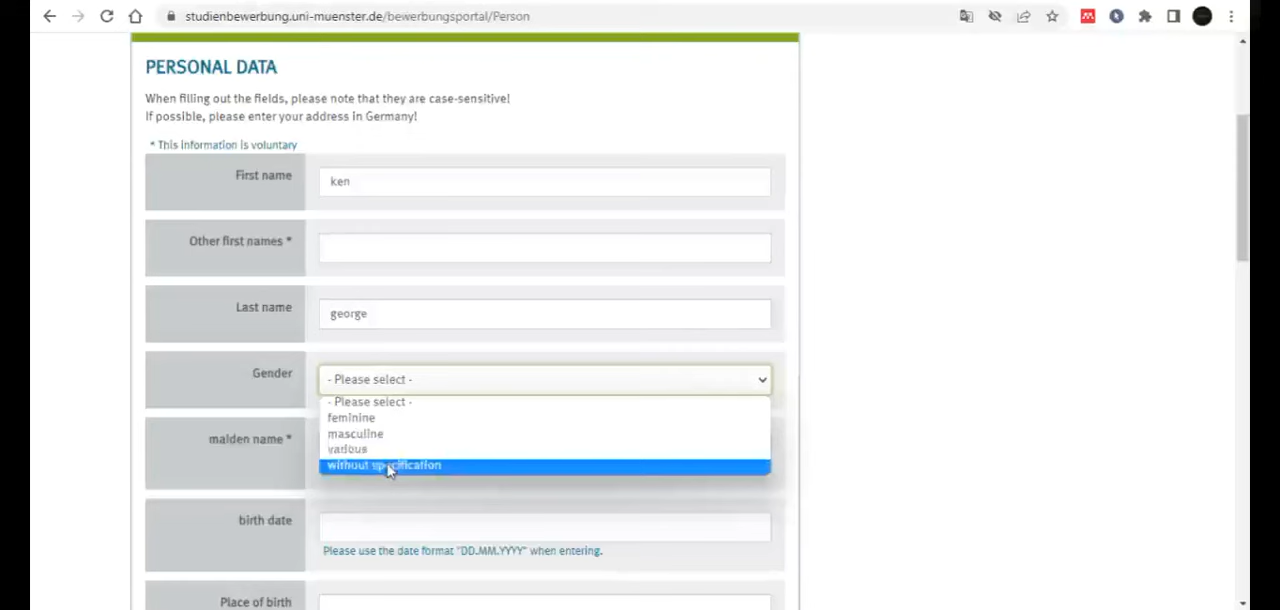 studienbewerbung.uni-muenster.de/bewerbungsportal/Person
PERSONAL DATA
When filling out the fields, please note that they are case-sensitive!
If possible, please enter your address in Germany!
* This information is voluntary
First name
ken
Other first names *
Last name
george
Gender
- Please select -
- Please select -
feminine
masculine
various
without specification
maiden name *
birth date
Please use the date format "DD.MM.YYYY" when entering.
Place of birth